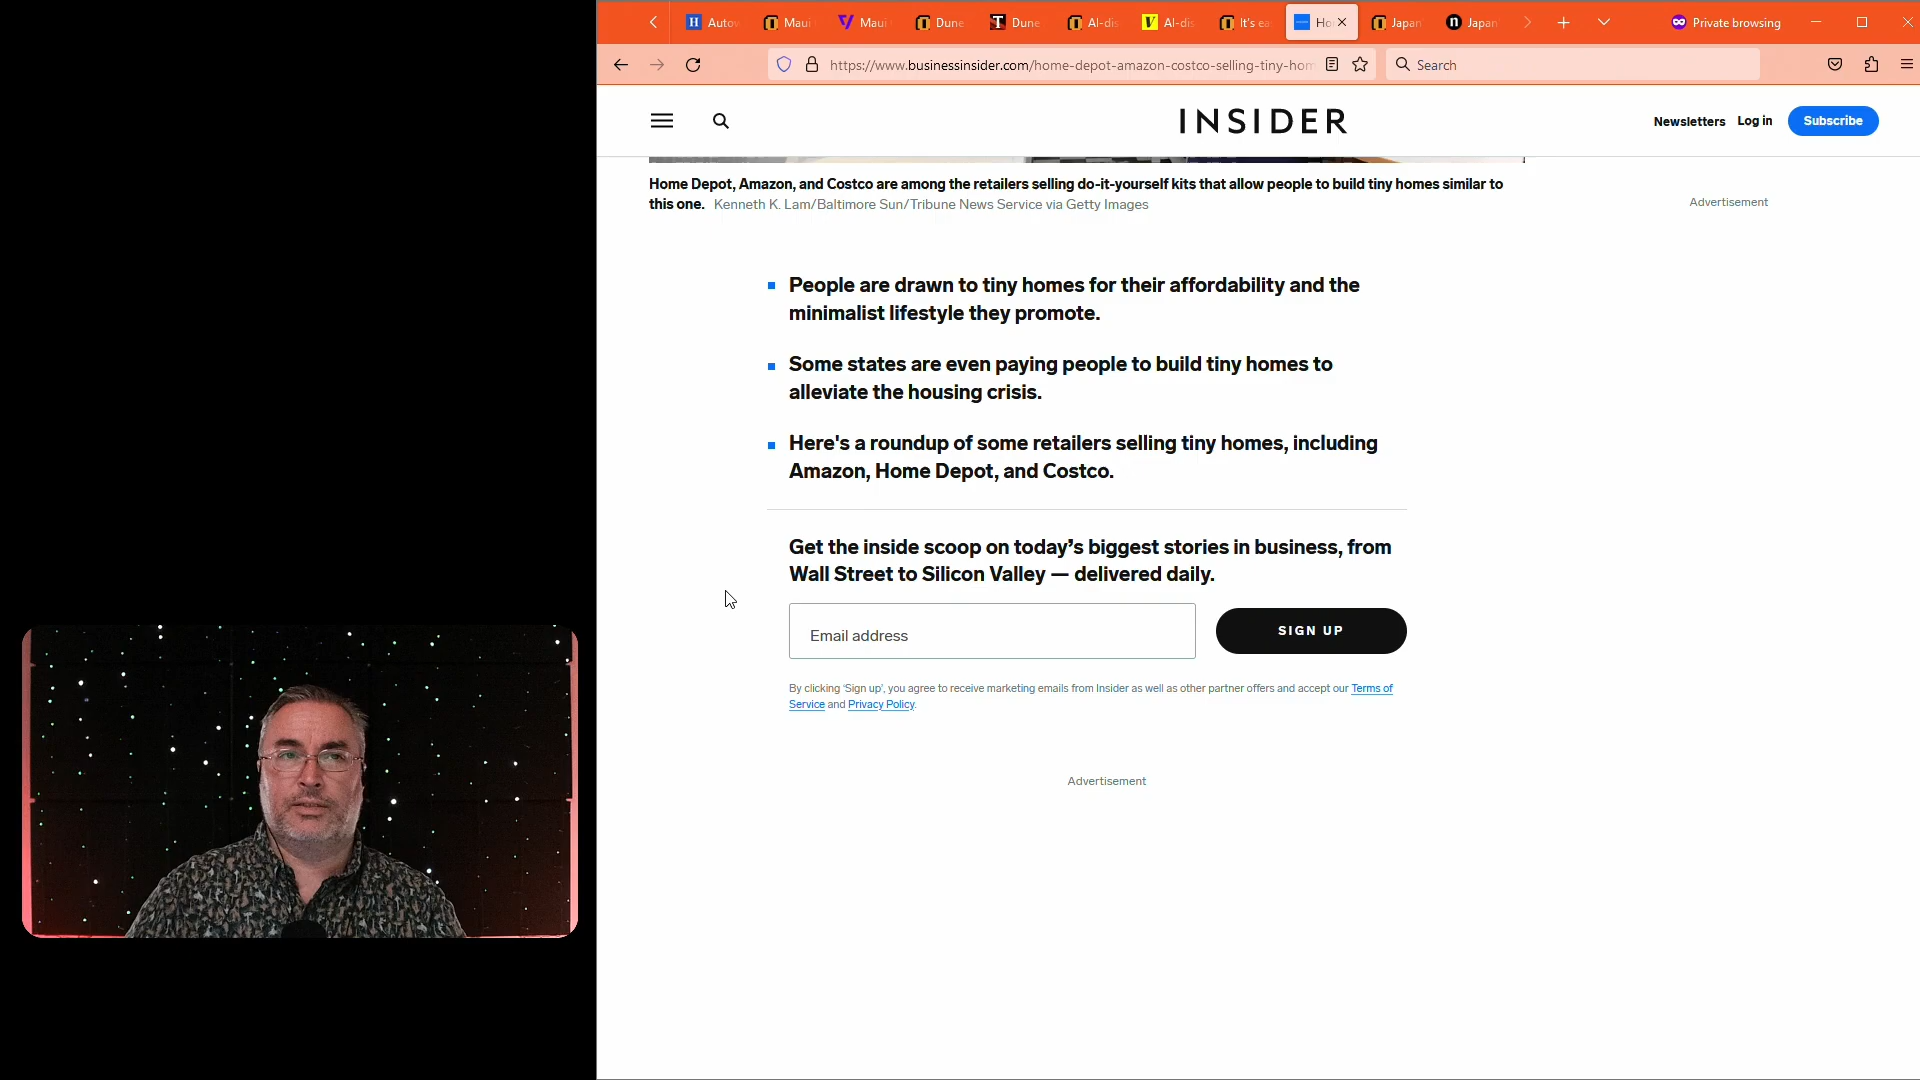 Autow
Maui
Maui
Dune
Dune
AI-dis
AI-dis
It's ea
Ho
Japan
Japan
Private browsing
https://www.businessinsider.com/home-depot-amazon-costco-selling-tiny-hom
Search
INSIDER
Newsletters
Log in
Subscribe
Home Depot, Amazon, and Costco are among the retailers selling do-it-yourself kits that allow people to build tiny homes similar to
this one. Kenneth K. Lam/Baltimore Sun/Tribune News Service via Getty Images
Advertisement
People are drawn to tiny homes for their affordability and the
minimalist lifestyle they promote.
Some states are even paying people to build tiny homes to
alleviate the housing crisis.
Here's a roundup of some retailers selling tiny homes, including
Amazon, Home Depot, and Costco.
Get the inside scoop on today’s biggest stories in business, from
Wall Street to Silicon Valley — delivered daily.
Email address
SIGN UP
By clicking ‘Sign up’, you agree to receive marketing emails from Insider as well as other partner offers and accept our Terms of
Service and Privacy Policy.
Advertisement